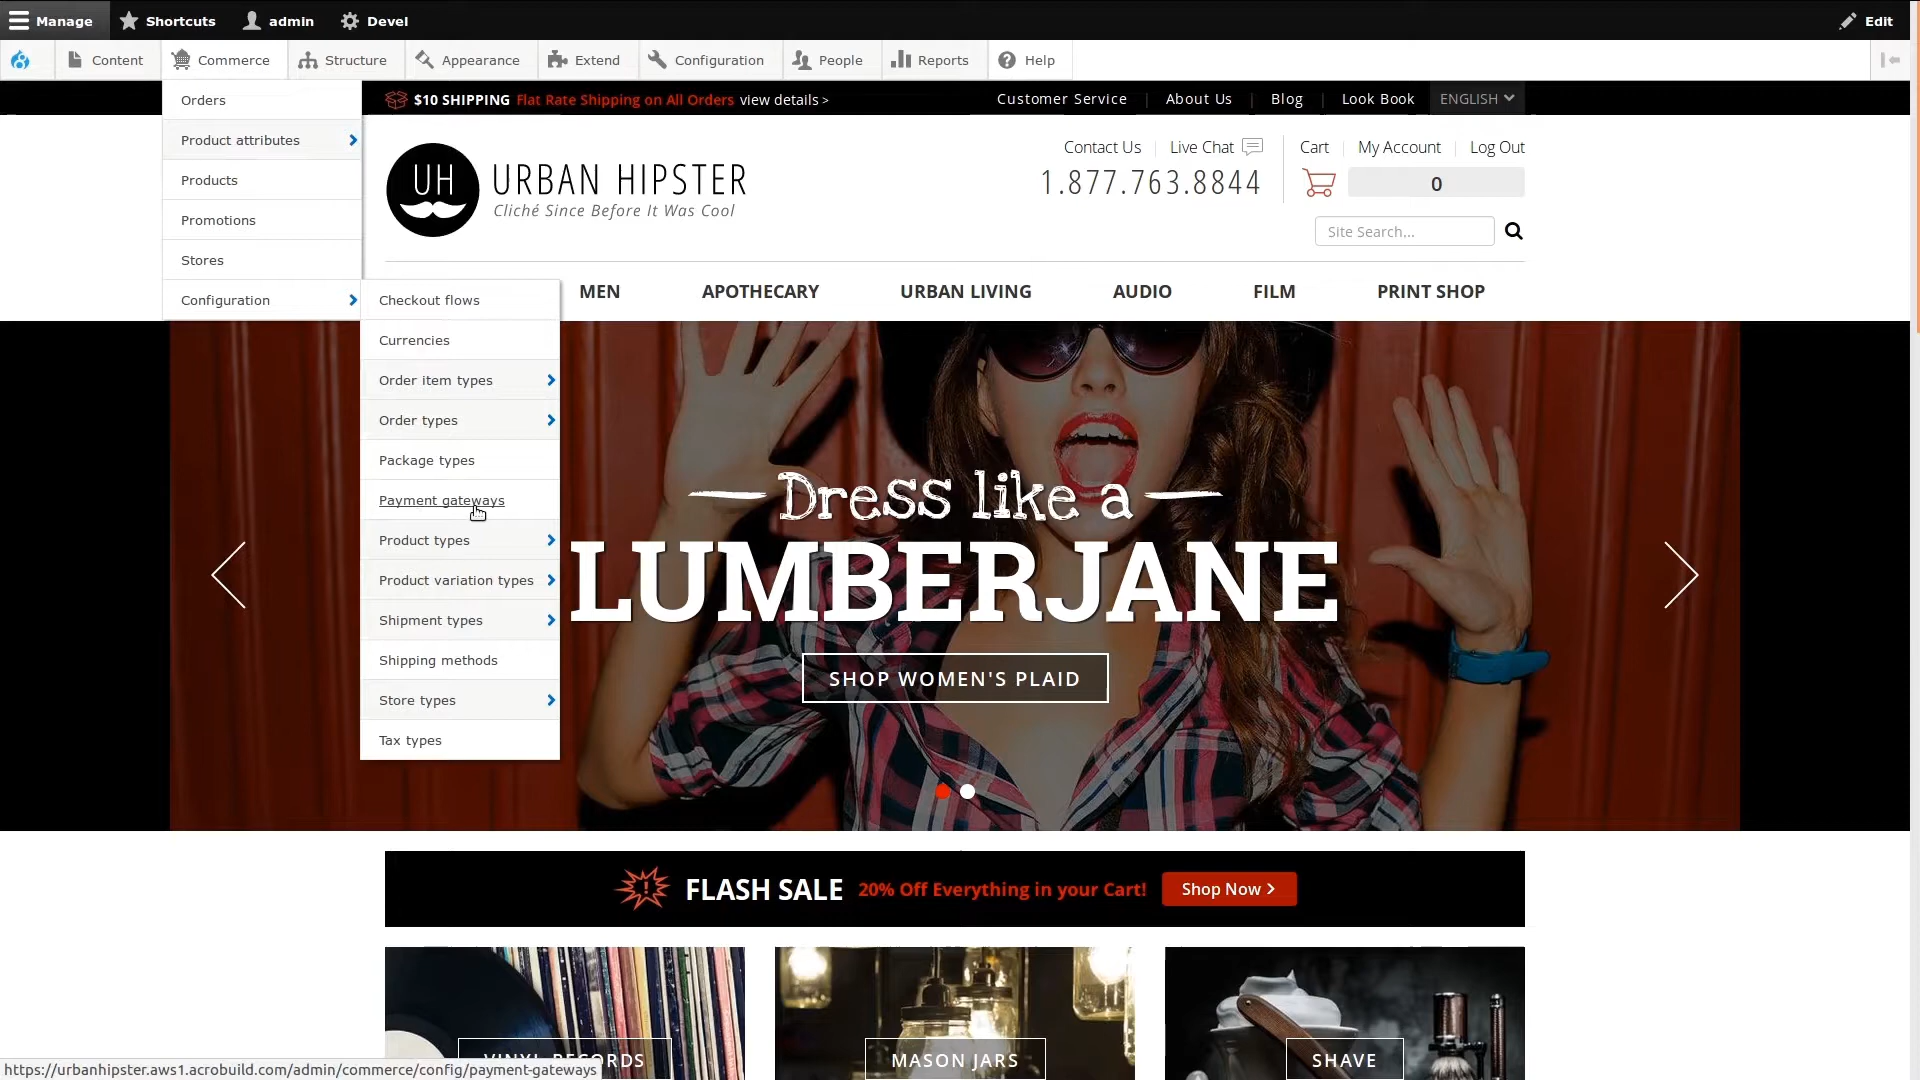 Manage Shortcuts admin Devel Edit
Content Commerce Structure Appearance Extend Configuration People Reports Help
Orders
Product attributes
Products
Promotions
Stores
Configuration
Checkout flows
Currencies
Order item types
Order types
Package types
Payment gateways
Product types
Product variation types
Shipment types
Shipping methods
Store types
Tax types
$10 SHIPPING Flat Rate Shipping on All Orders view details >
Customer Service | About Us | Blog | Look Book ENGLISH
UH URBAN HIPSTER
Cliché Since Before It Was Cool
Contact Us Live Chat Cart My Account Log Out
1.877.763.8844 0
Site Search...
MEN APOTHECARY URBAN LIVING AUDIO FILM PRINT SHOP
Dress like a
LUMBERJANE
SHOP WOMEN'S PLAID
! FLASH SALE 20% Off Everything in your Cart! Shop Now >
VINYL RECORDS MASON JARS SHAVE
https://urbanhipster.aws1.acrobuild.com/admin/commerce/config/payment-gateways